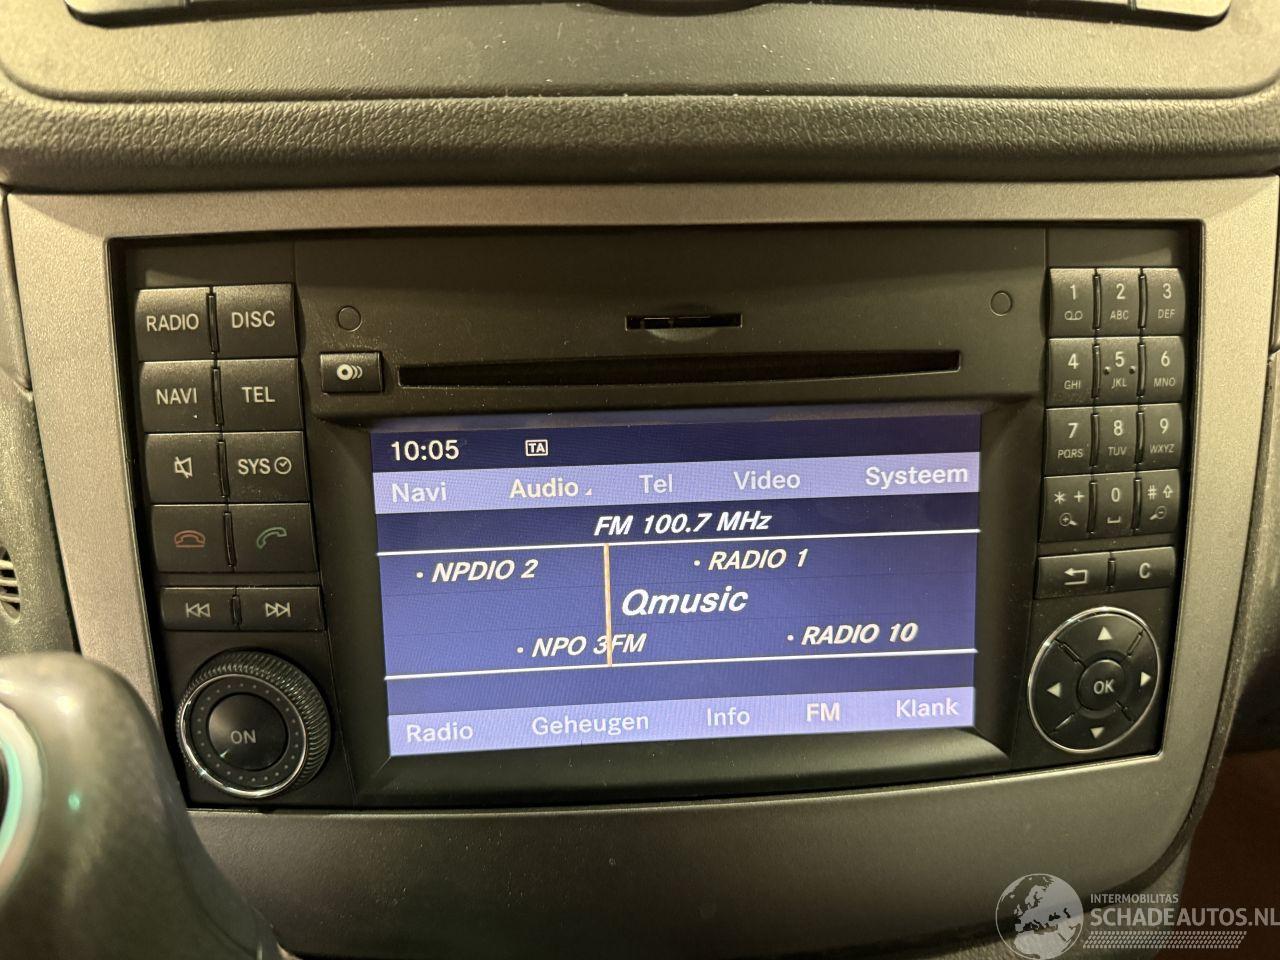 RADIO DISC
NAVI TEL
SYS
ON
10:05 TA
Navi Audio Tel Video Systeem
FM 100.7 MHz
• NPDIO 2 • RADIO 1
Qmusic
• NPO 3FM • RADIO 10
Radio Geheugen Info FM Klank
1 2 ABC 3 DEF
4 GHI 5 JKL 6 MNO
7 PQRS 8 TUV 9 WXYZ
* + 0 #
C
OK
INTERMOBILITAS
SCHADEAUTOS.NL